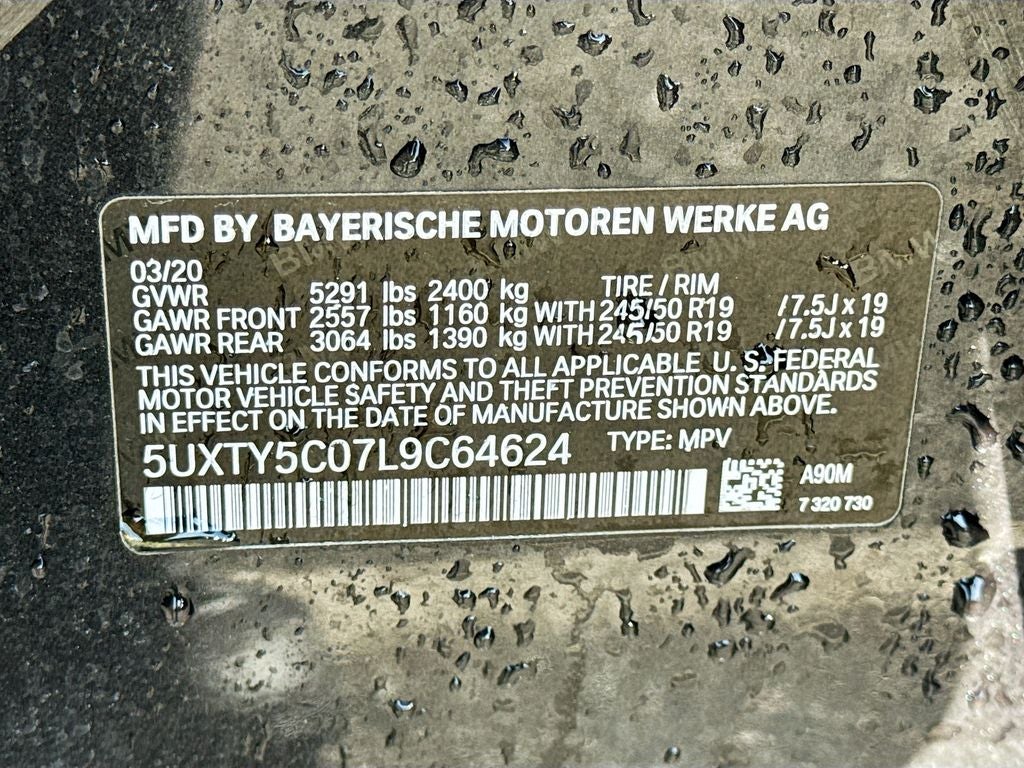 MFD BY BAYERISCHE MOTOREN WERKE AG
03/20 TIRE / RIM
GVWR 5291 lbs 2400 kg
GAWR FRONT 2557 lbs 1160 kg WITH 245/50 R19 /7.5J x 19
GAWR REAR 3064 lbs 1390 kg WITH 245/50 R19 /7.5J x 19
THIS VEHICLE CONFORMS TO ALL APPLICABLE U. S. FEDERAL
MOTOR VEHICLE SAFETY AND THEFT PREVENTION STANDARDS
IN EFFECT ON THE DATE OF MANUFACTURE SHOWN ABOVE.
5UXTY5C07L9C64624 TYPE: MPV
A90M
7 320 730